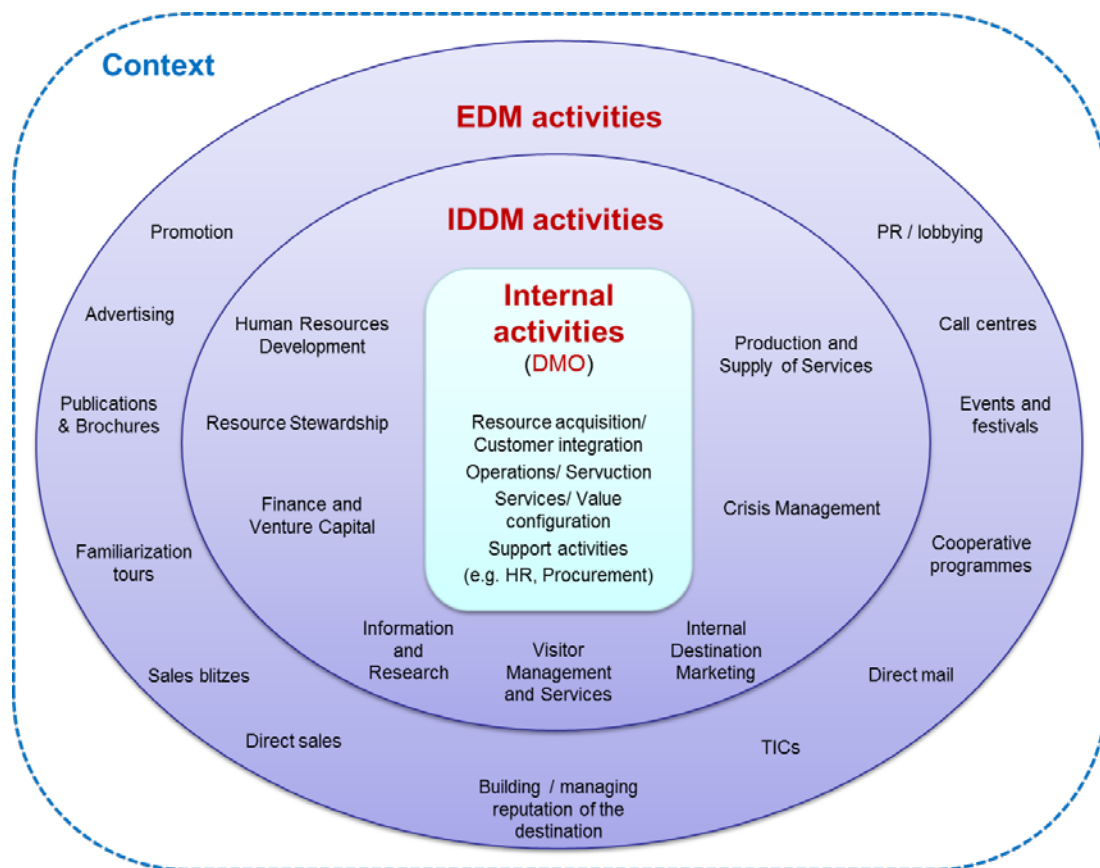 Context
EDM activities
IDDM activities
Promotion
PR / lobbying
Internal
activities
(DMO)
Advertising
Human Resources
Development
Production and
Supply of Services
Call centres
Publications
& Brochures
Resource Stewardship
Resource acquisition/
Customer integration
Operations/ Servuction
Services/ Value
configuration
Support activities
(e.g. HR, Procurement)
Events and
festivals
Finance and
Venture Capital
Crisis Management
Familiarization
tours
Cooperative
programmes
Information
and
Research
Visitor
Management
and Services
Internal
Destination
Marketing
Sales blitzes
Direct mail
Direct sales
TICs
Building / managing
reputation of the
destination